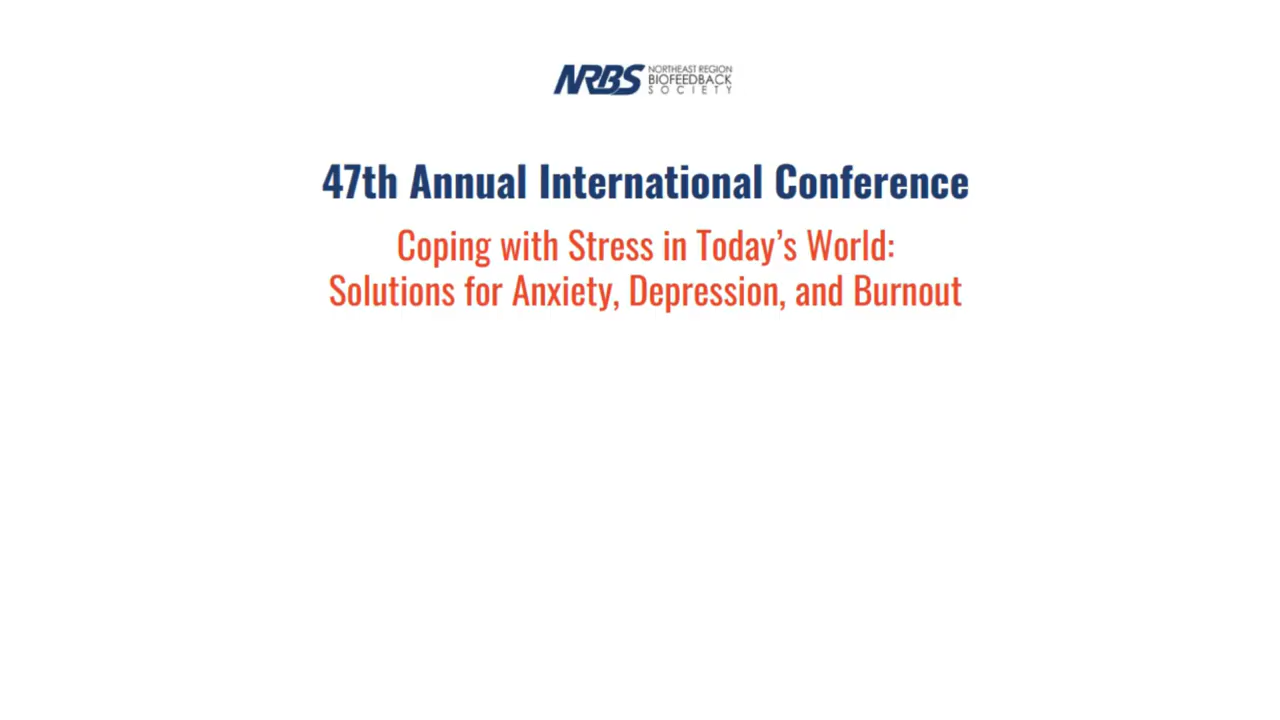 NRBS
NORTHEAST REGION
BIOFEEDBACK
SOCIETY
47th Annual International Conference
Coping with Stress in Today’s World:
Solutions for Anxiety, Depression, and Burnout